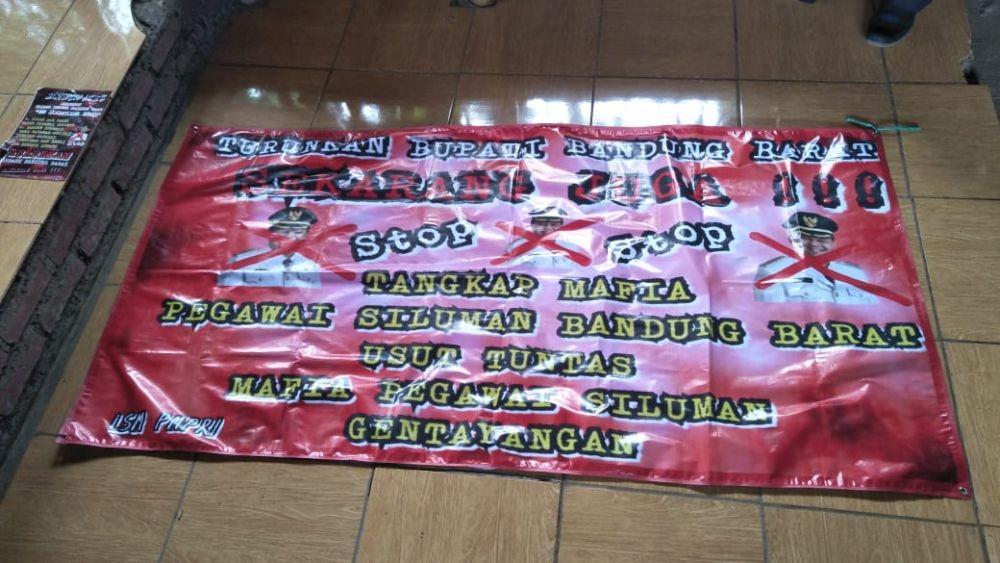 TURUNKAN BUPATI BANDUNG BARAT
SEKARANG JUGA !!!
Stop Stop
TANGKAP MAFIA
PEGAWAI SILUMAN BANDUNG BARAT
USUT TUNTAS
MAFIA PEGAWAI SILUMAN
GENTAYANGAN